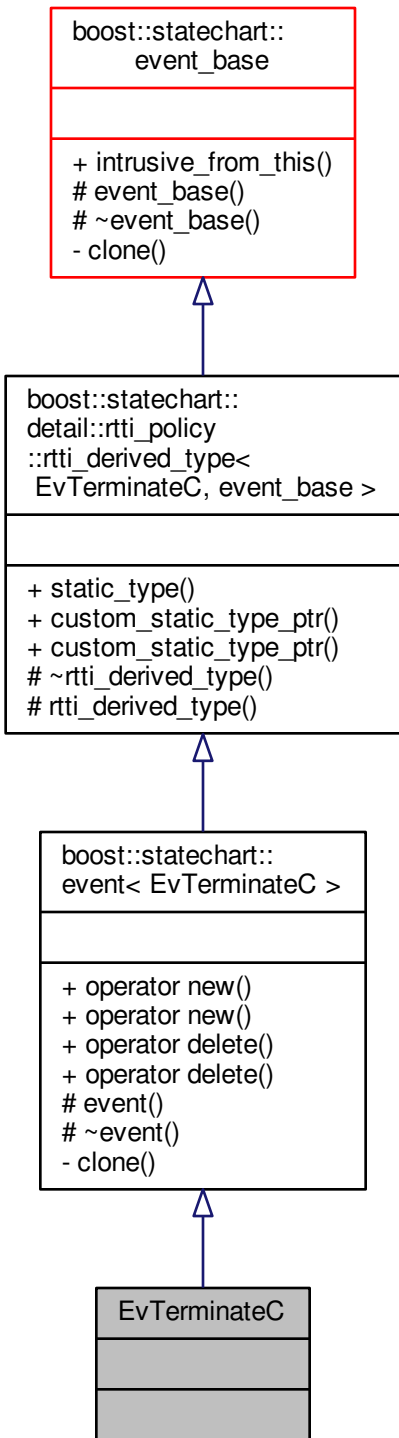 boost::statechart::
event_base
+ intrusive_from_this()
# event_base()
# ~event_base()
- clone()
boost::statechart::
detail::rtti_policy
::rtti_derived_type<
EvTerminateC, event_base >
+ static_type()
+ custom_static_type_ptr()
+ custom_static_type_ptr()
# ~rtti_derived_type()
# rtti_derived_type()
boost::statechart::
event< EvTerminateC >
+ operator new()
+ operator new()
+ operator delete()
+ operator delete()
# event()
# ~event()
- clone()
EvTerminateC